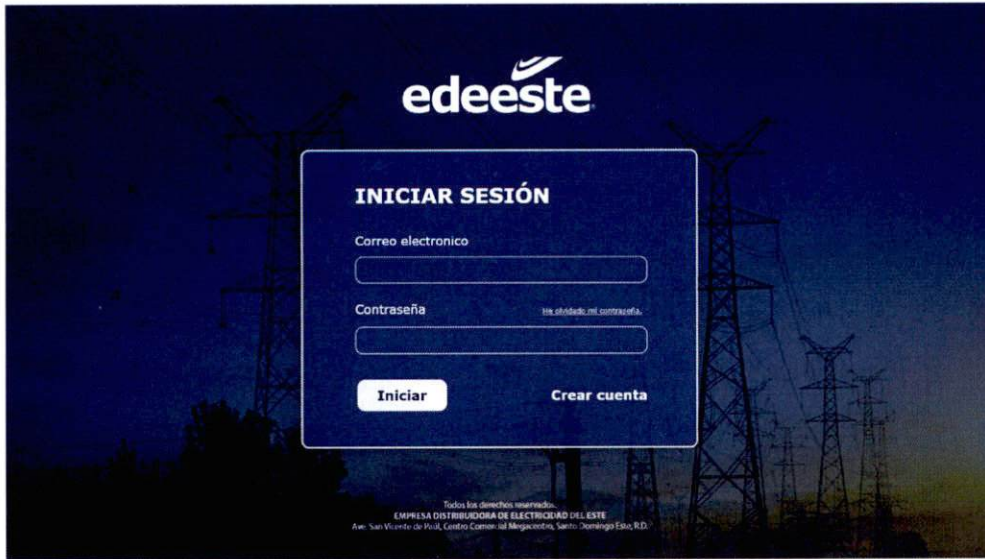 edeeste
INICIAR SESIÓN
Correo electronico
Contraseña
He olvidado mi contraseña.
Iniciar
Crear cuenta
Todos los derechos reservados.
EMPRESA DISTRIBUIDORA DE ELECTRICIDAD DEL ESTE
Ave. San Vicente de Paúl, Centro Comercial Megacentro, Santo Domingo Este, R.D.